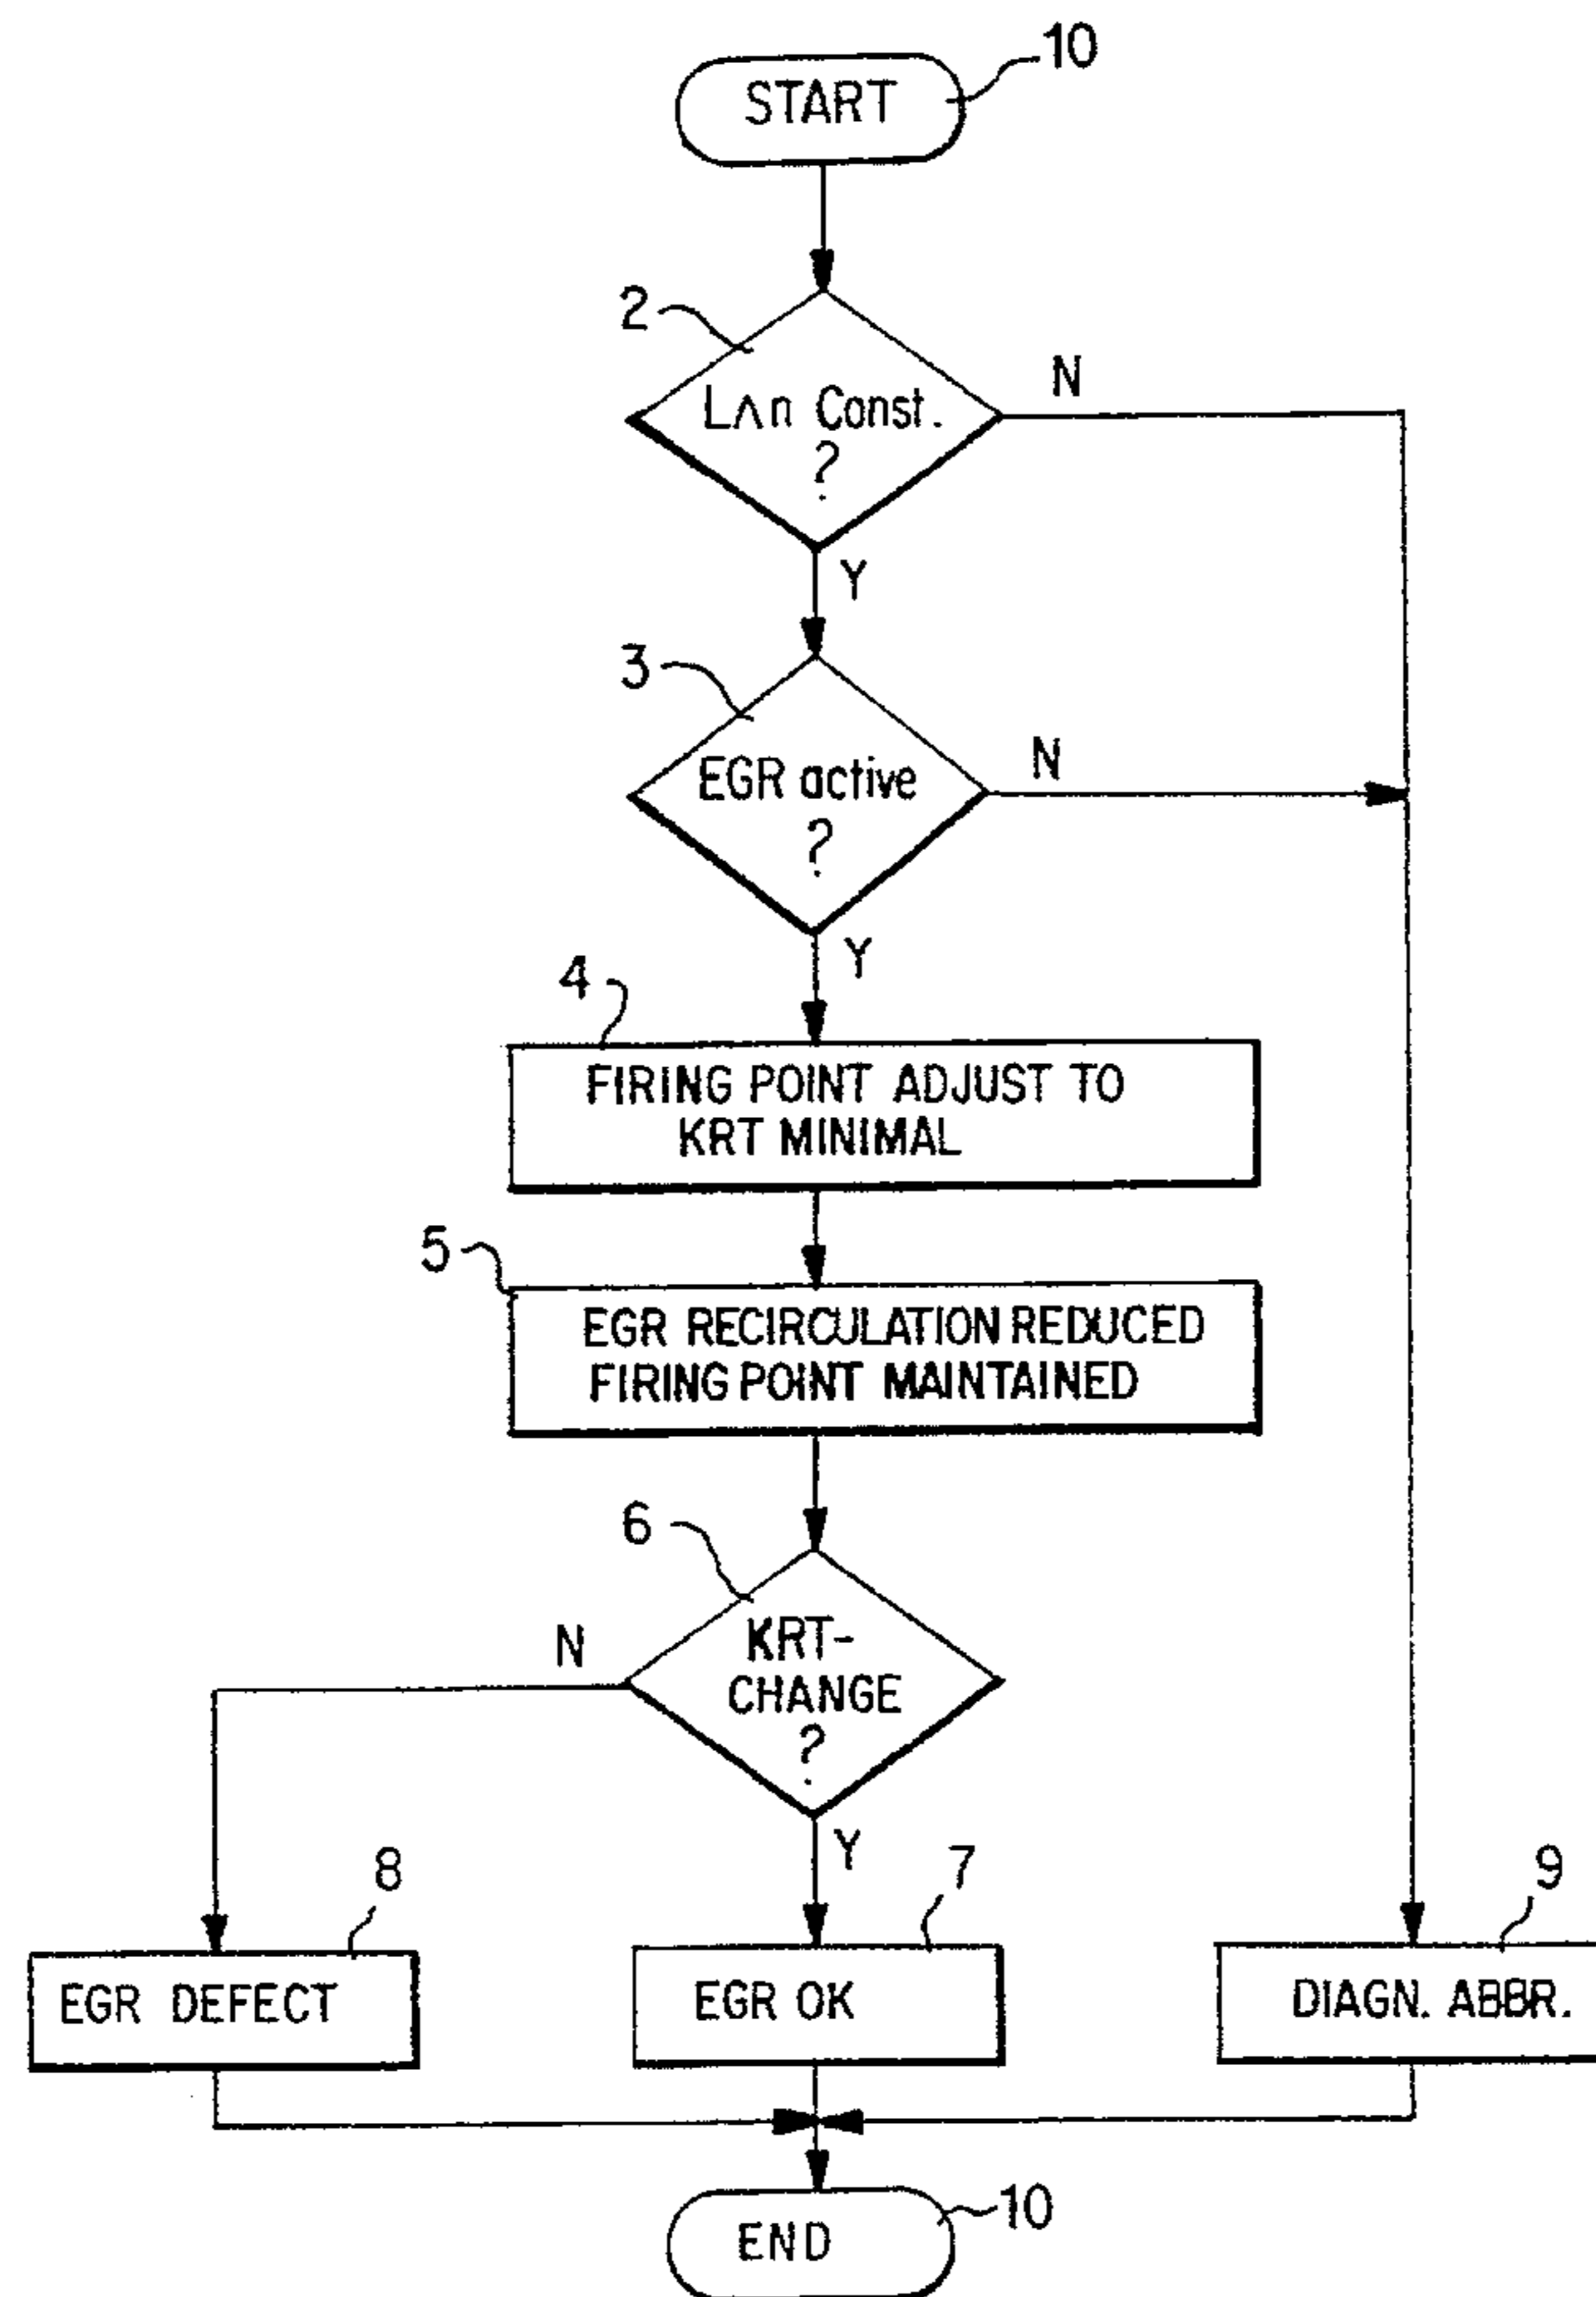 START
10
2
L∧n Const.
?
N
Y
3
EGR active
?
N
Y
4
FIRING POINT ADJUST TO
KRT MINIMAL
5
EGR RECIRCULATION REDUCED
FIRING POINT MAINTAINED
6
KRT-
CHANGE
?
N
Y
8
EGR DEFECT
7
EGR OK
9
DIAGN. ABBR.
END
10